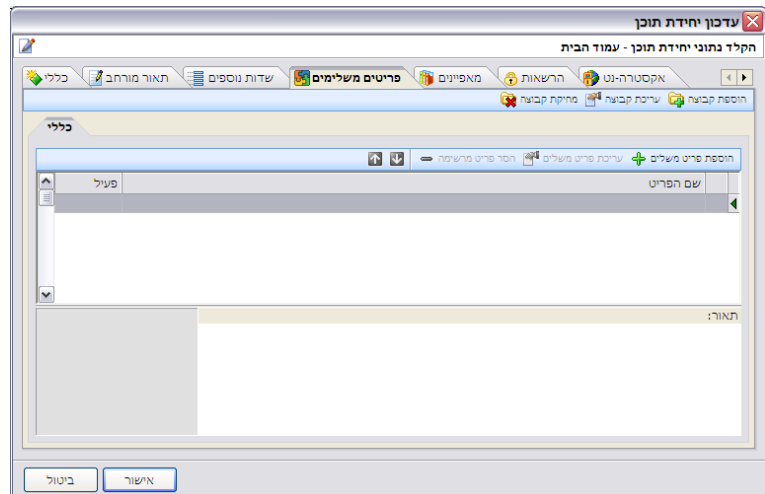 עדכון יחידת תוכן
הקלד נתוני יחידת תוכן - עמוד הבית
כללי תאור מורחב שדות נוספים פריטים משלימים מאפיינים הרשאות אקסטרה-נט
הוספת קבוצה עריכת קבוצה מחיקת קבוצה
כללי
הוספת פריט משלים עריכת פריט משלים הסר פריט מרשימה
שם הפריט פעיל
תאור:
אישור ביטול